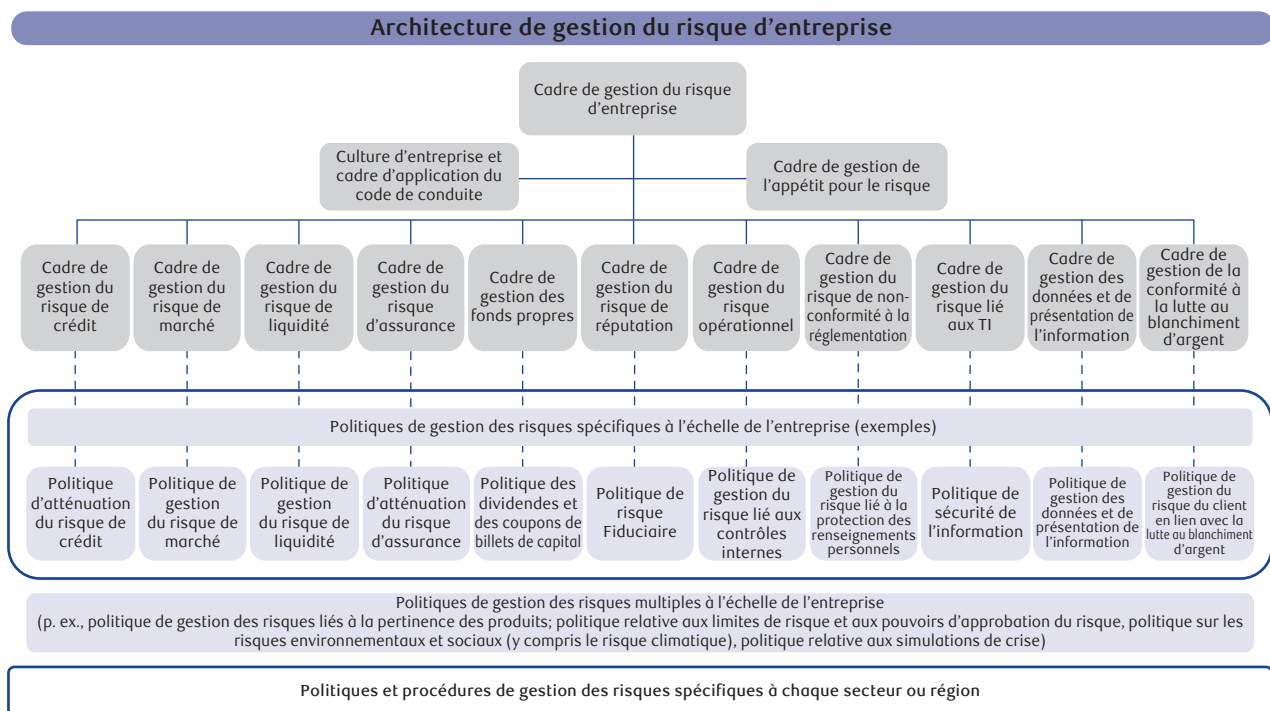 Architecture de gestion du risque d'entreprise
Cadre de gestion du risque
d'entreprise
Culture d'entreprise et
cadre d'application du
code de conduite
Cadre de gestion de
l'appétit pour le risque
Cadre de
gestion du
risque de
crédit
Cadre de
gestion du
risque de
marché
Cadre de
gestion du
risque de
liquidité
Cadre de
gestion du
risque
d'assurance
Cadre de
gestion des
fonds propres
Cadre de
gestion du
risque de
réputation
Cadre de
gestion du
risque
opérationnel
Cadre de
gestion du
risque de non-
conformité à la
réglementation
Cadre de
gestion du
risque lié
aux TI
Cadre de
gestion des
données et de
présentation de
l'information
Cadre de
gestion de la
conformité à
la lutte au
blanchiment
d'argent
Politiques de gestion des risques spécifiques à l'échelle de l'entreprise (exemples)
Politique
d'atténuation
du risque de
crédit
Politique de
gestion
du risque de
marché
Politique de
gestion
du risque de
liquidité
Politique
d'atténuation
du risque
d'assurance
Politique des
dividendes et
des coupons de
billets de capital
Politique de
risque
Fiduciaire
Politique de
gestion du
risque lié aux
contrôles
internes
Politique de
gestion du
risque lié à la
protection des
renseignements
personnels
Politique de
sécurité de
l'information
Politique de
gestion des
données et de
présentation de
l'information
Politique de
gestion du
risque du client
en lien avec la
lutte au blanchiment
d'argent
Politiques de gestion des risques multiples à l'échelle de l'entreprise
(p. ex., politique de gestion des risques liés à la pertinence des produits; politique relative aux limites de risque et aux pouvoirs d'approbation du risque, politique sur les
risques environnementaux et sociaux (y compris le risque climatique), politique relative aux simulations de crise)
Politiques et procédures de gestion des risques spécifiques à chaque secteur ou région